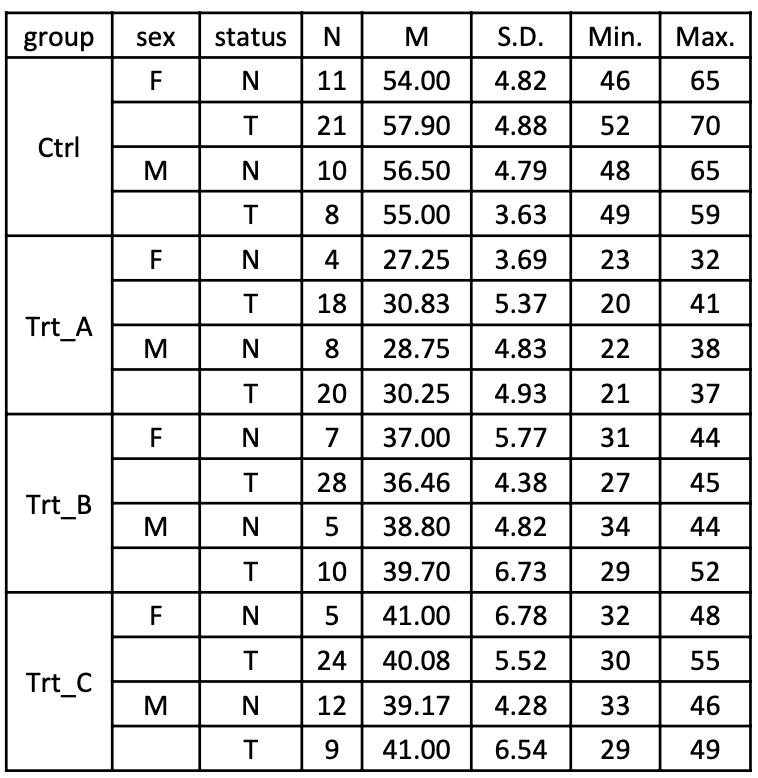 group sex status N M S.D. Min. Max.
Ctrl F N 11 54.00 4.82 46 65
T 21 57.90 4.88 52 70
M N 10 56.50 4.79 48 65
T 8 55.00 3.63 49 59
Trt_A F N 4 27.25 3.69 23 32
T 18 30.83 5.37 20 41
M N 8 28.75 4.83 22 38
T 20 30.25 4.93 21 37
Trt_B F N 7 37.00 5.77 31 44
T 28 36.46 4.38 27 45
M N 5 38.80 4.82 34 44
T 10 39.70 6.73 29 52
Trt_C F N 5 41.00 6.78 32 48
T 24 40.08 5.52 30 55
M N 12 39.17 4.28 33 46
T 9 41.00 6.54 29 49